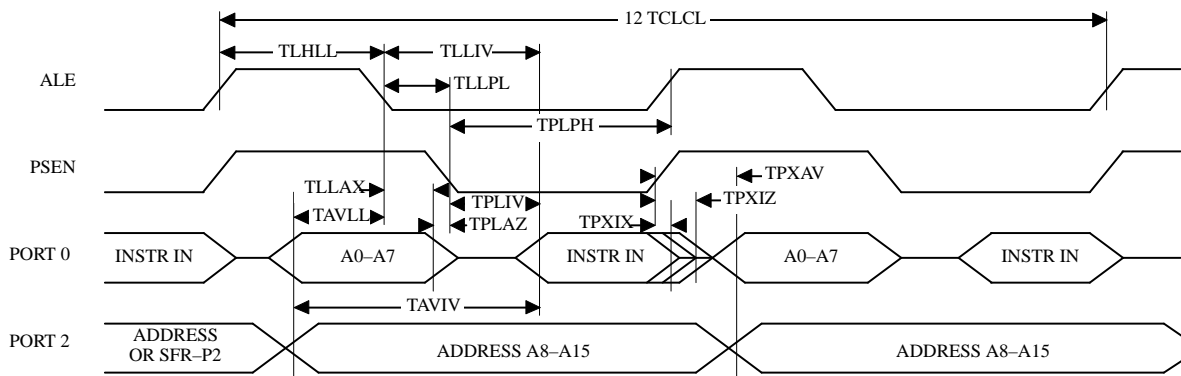 12 TCLCL
TLHLL
TLLIV
ALE
TLLPL
TPLPH
PSEN
TLLAX
TPXAV
TPLIV
TPXIZ
TAVLL
TPLAZ
TPXIX
PORT 0
INSTR IN
A0–A7
INSTR IN
A0–A7
INSTR IN
TAVIV
PORT 2
ADDRESS
OR SFR–P2
ADDRESS A8–A15
ADDRESS A8–A15